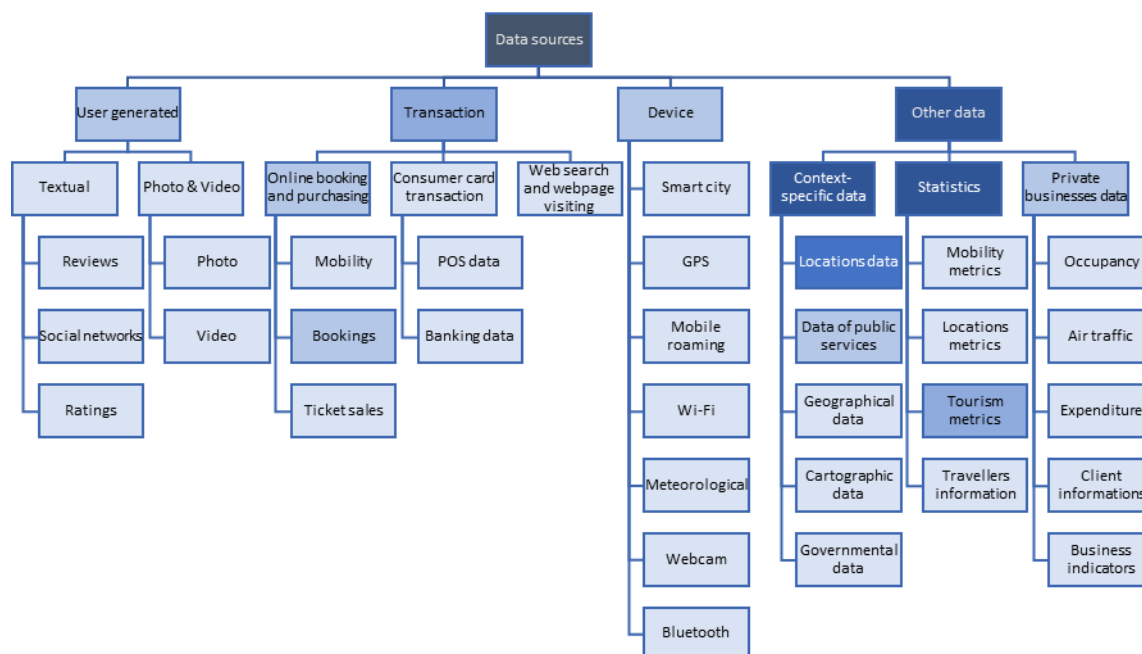 Data sources
User generated
Transaction
Device
Other data
Textual
Photo & Video
Online booking
and purchasing
Consumer card
transaction
Web search
and webpage
visiting
Smart city
Context-
specific data
Statistics
Private
businesses data
Reviews
Photo
Mobility
POS data
GPS
Locations data
Mobility
metrics
Occupancy
Social networks
Video
Bookings
Banking data
Mobile
roaming
Data of public
services
Locations
metrics
Air traffic
Ratings
Ticket sales
Wi-Fi
Geographical
data
Tourism
metrics
Expenditure
Meteorological
Cartographic
data
Travellers
information
Client
informations
Webcam
Governmental
data
Business
indicators
Bluetooth